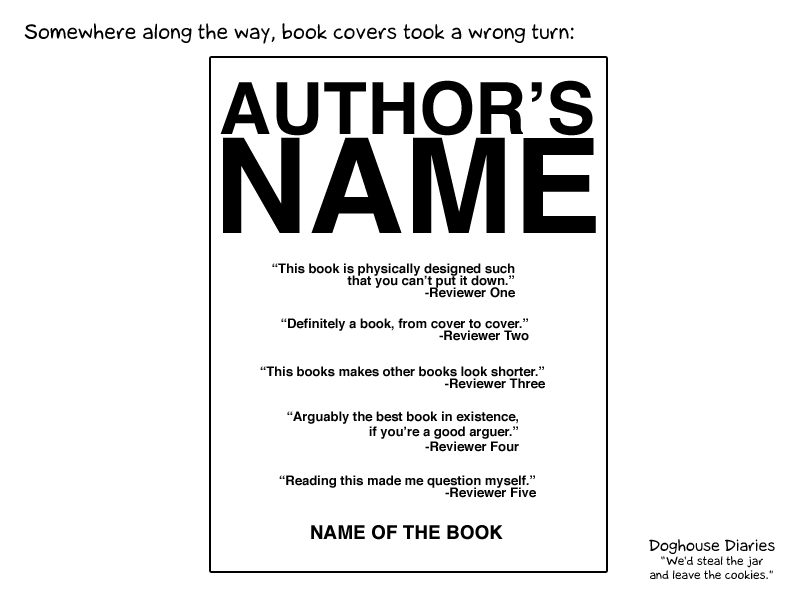 Somewhere along the way, book covers took a wrong turn:
AUTHOR’S
NAME
“This book is physically designed such
that you can’t put it down.”
-Reviewer One
“Definitely a book, from cover to cover.”
-Reviewer Two
“This books makes other books look shorter.”
-Reviewer Three
“Arguably the best book in existence,
if you’re a good arguer.”
-Reviewer Four
“Reading this made me question myself.”
-Reviewer Five
NAME OF THE BOOK
Doghouse Diaries
"We'd steal the jar
and leave the cookies."